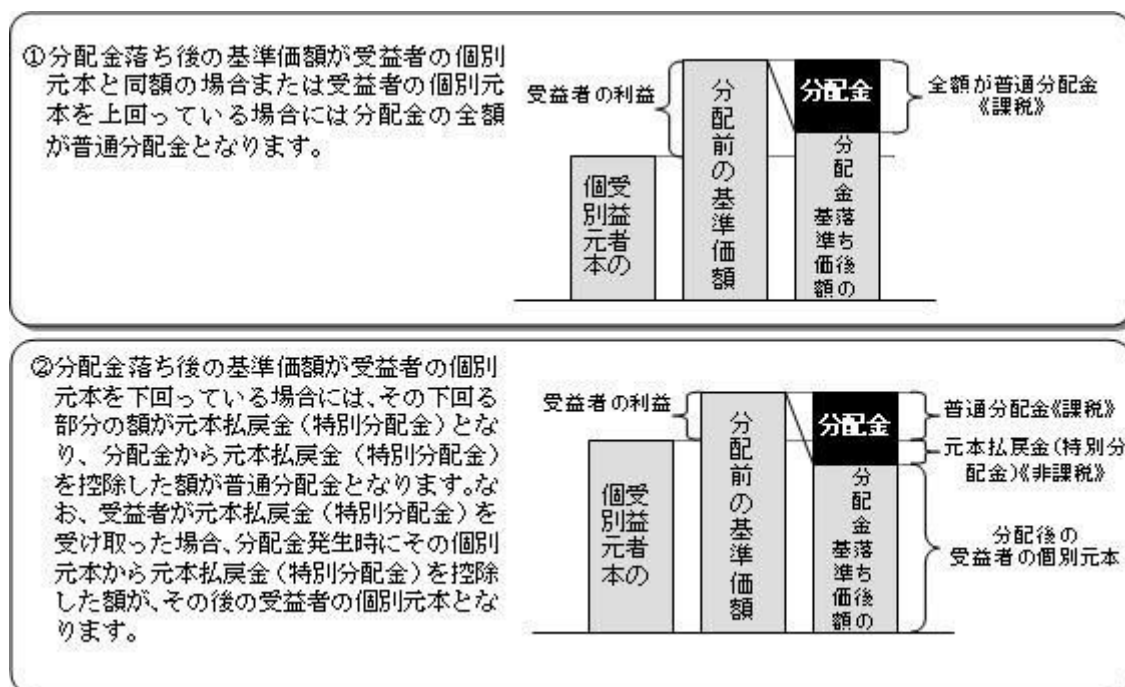 ①分配金落ち後の基準価額が受益者の個別
元本と同額の場合または受益者の個別元
本を上回っている場合には分配金の全額
が普通分配金となります。
受益者の利益
受益者の
個別元本
分配前の基準価額
分配金
分配金落ち後の
基準価額
全額が普通分配金
《課税》
②分配金落ち後の基準価額が受益者の個別
元本を下回っている場合には、その下回る
部分の額が元本払戻金(特別分配金)とな
り、分配金から元本払戻金(特別分配金)
を控除した額が普通分配金となります。な
お、受益者が元本払戻金(特別分配金)を
受け取った場合、分配金発生時にその個別
元本から元本払戻金(特別分配金)を控除
した額が、その後の受益者の個別元本とな
ります。
受益者の利益
受益者の
個別元本
分配前の基準価額
分配金
分配金落ち後の
基準価額
普通分配金《課税》
元本払戻金(特別分
配金)《非課税》
分配後の
受益者の個別元本